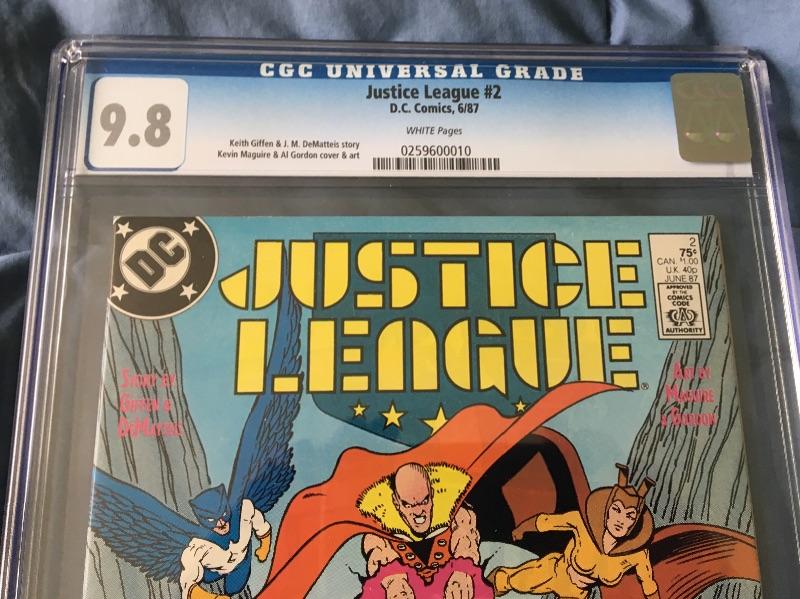 CGC UNIVERSAL GRADE
9.8
Justice League #2
D.C. Comics, 6/87
WHITE Pages
Keith Giffen & J. M. DeMatteis story
Kevin Maguire & Al Gordon cover & art
0259600010
CGC
DC
JUSTICE
LEAGUE
®
2
75¢
CAN. $1.00
U.K. 40p
JUNE 87
APPROVED
BY THE
COMICS
CODE
CA
AUTHORITY
STORY BY
GIFFEN &
DEMATTEIS
ART BY
MAGUIRE
& GORDON